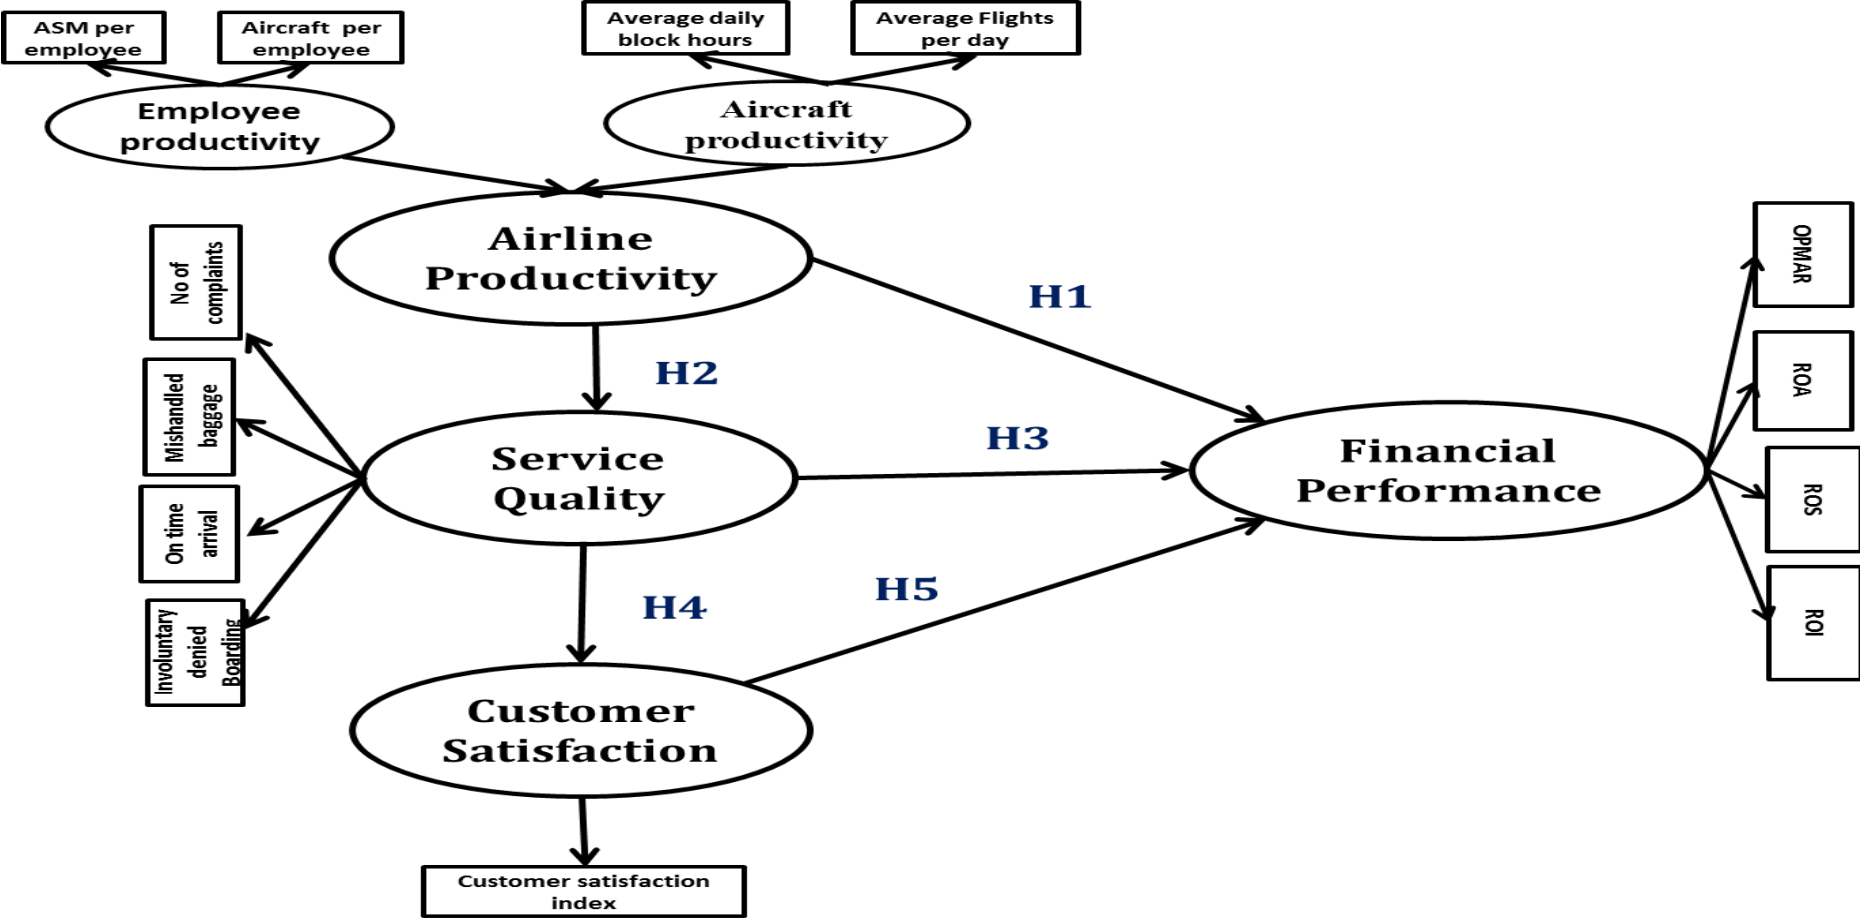 ASM per
employee
Aircraft per
employee
Average daily
block hours
Average Flights
per day
Employee
productivity
Aircraft
productivity
Airline
Productivity
No of
complaints
Mishandled
baggage
On time
arrival
Involuntary
denied
Boarding
H1
H2
Service
Quality
H3
H4
H5
Customer
Satisfaction
Customer satisfaction
index
Financial
Performance
OPMAR
ROA
ROS
ROI